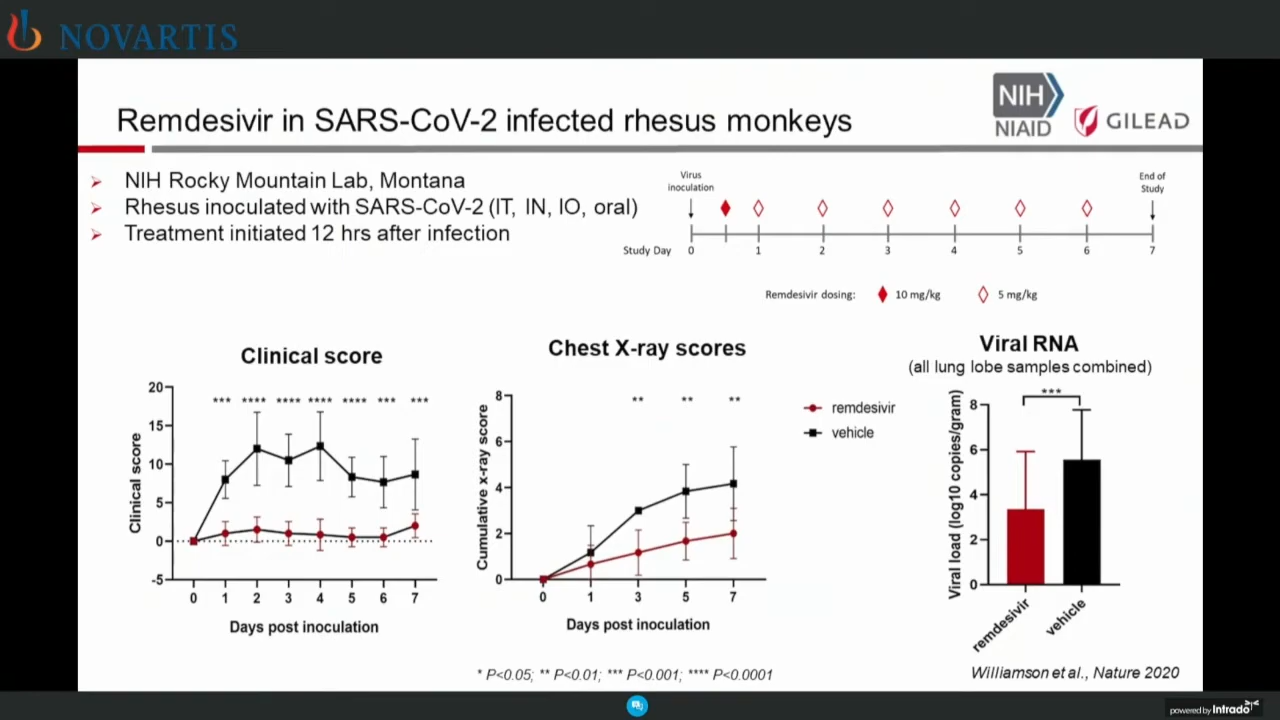 NOVARTIS
Remdesivir in SARS-CoV-2 infected rhesus monkeys
NIH
NIAID
GILEAD
NIH Rocky Mountain Lab, Montana
Rhesus inoculated with SARS-CoV-2 (IT, IN, IO, oral)
Treatment initiated 12 hrs after infection
Virus
inoculation
End of
Study
Study Day 0 1 2 3 4 5 6 7
Remdesivir dosing: 10 mg/kg 5 mg/kg
Clinical score
20
15
10
5
0
-5
Clinical score
*** **** **** **** **** *** ***
0 1 2 3 4 5 6 7
Days post inoculation
Chest X-ray scores
8
6
4
2
0
Cumulative x-ray score
** ** **
0 1 3 5 7
Days post inoculation
remdesivir
vehicle
Viral RNA
(all lung lobe samples combined)
***
8
6
4
2
0
Viral load (log10 copies/gram)
remdesivir
vehicle
* P<0.05; ** P<0.01; *** P<0.001; **** P<0.0001
Williamson et al., Nature 2020
powered by Intrado